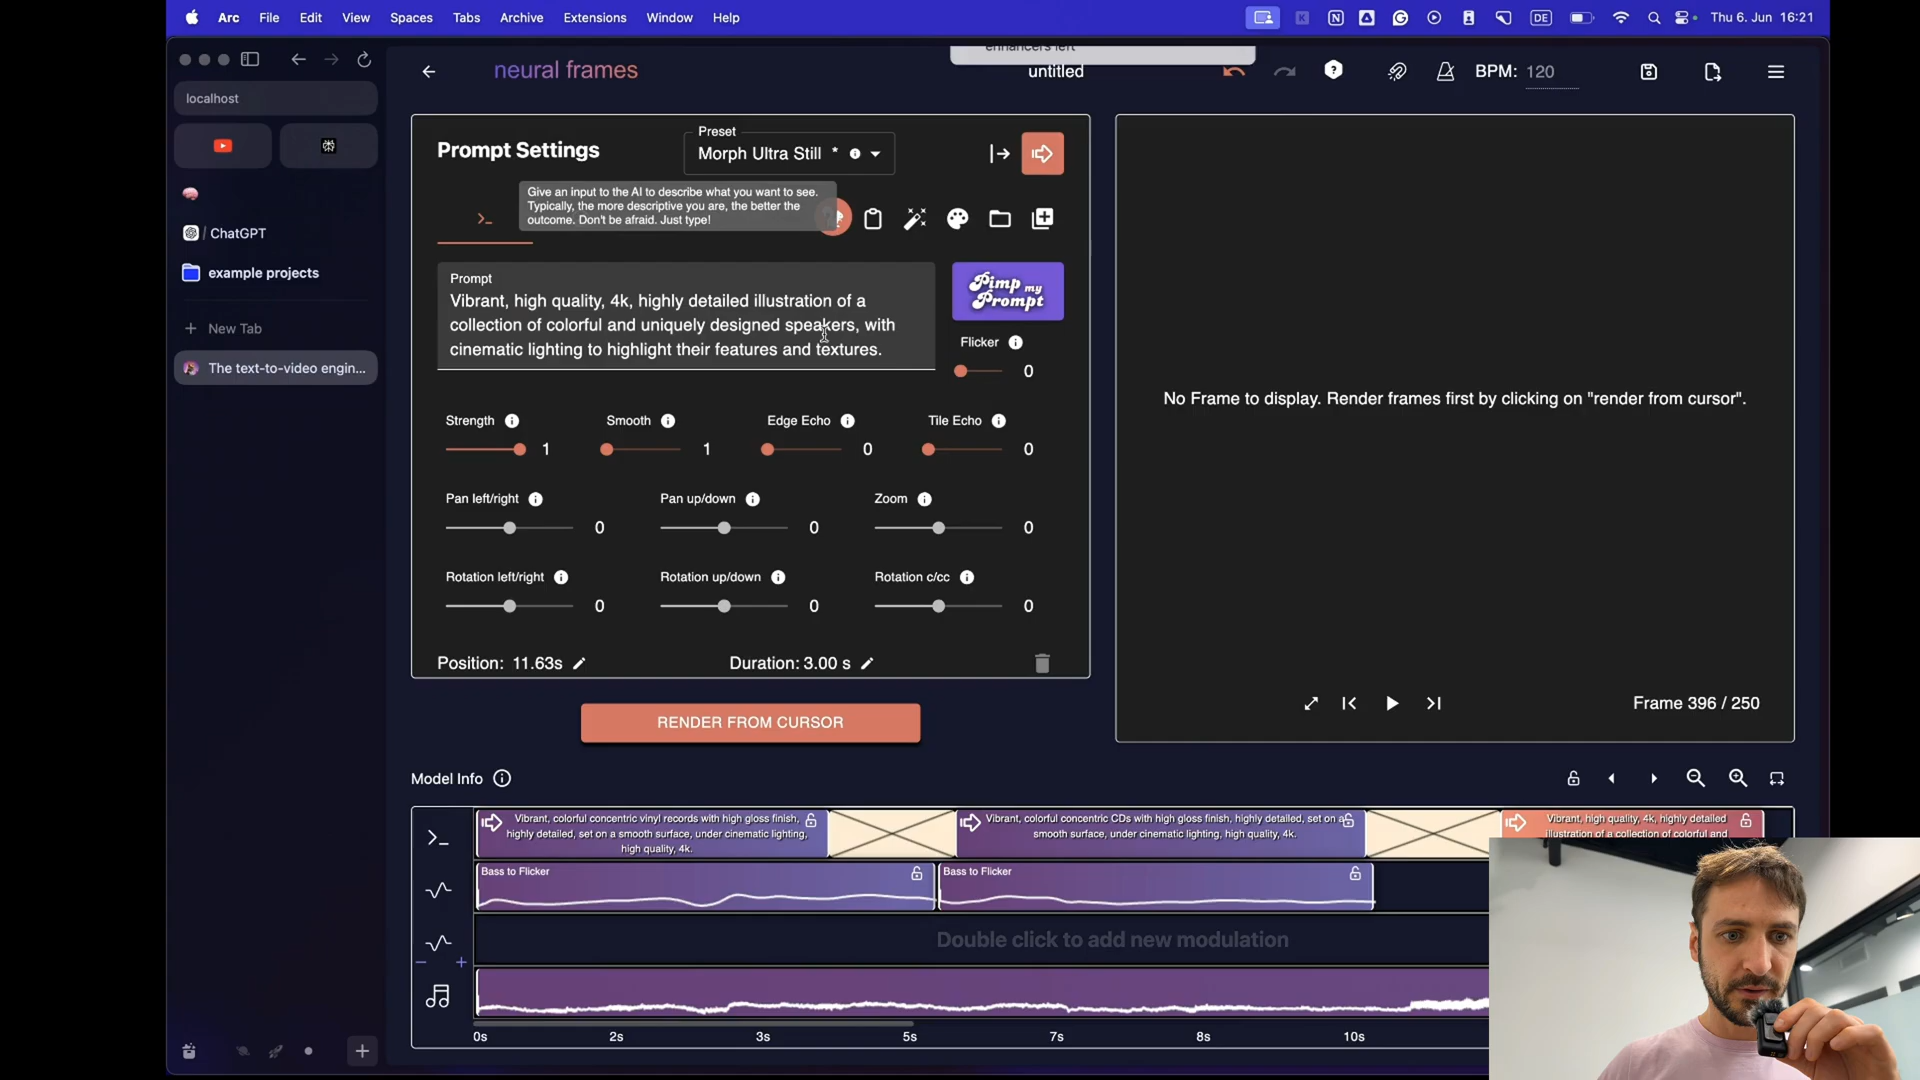 Arc File Edit View Spaces Tabs Archive Extensions Window Help
DE
Thu 6. Jun 16:21
localhost
ChatGPT
example projects
New Tab
The text-to-video engin...
enhancers left
neural frames
untitled
BPM: 120
Prompt Settings
Preset
Morph Ultra Still *
Give an input to the AI to describe what you want to see.
Typically, the more descriptive you are, the better the
outcome. Don't be afraid. Just type!
Prompt
Vibrant, high quality, 4k, highly detailed illustration of a
collection of colorful and uniquely designed speakers, with
cinematic lighting to highlight their features and textures.
Pimp my
Prompt
Flicker
0
Strength
1
Smooth
1
Edge Echo
0
Tile Echo
0
Pan left/right
0
Pan up/down
0
Zoom
0
Rotation left/right
0
Rotation up/down
0
Rotation c/cc
0
Position: 11.63s
Duration: 3.00 s
RENDER FROM CURSOR
No Frame to display. Render frames first by clicking on "render from cursor".
Frame 396 / 250
Model Info
Vibrant, colorful concentric vinyl records with high gloss finish,
highly detailed, set on a smooth surface, under cinematic lighting,
high quality, 4k.
Vibrant, colorful concentric CDs with high gloss finish, highly detailed, set on a
smooth surface, under cinematic lighting, high quality, 4k.
Vibrant, high quality, 4k, highly detailed
illustration of a collection of colorful and
Bass to Flicker
Bass to Flicker
Double click to add new modulation
0s 2s 3s 5s 7s 8s 10s